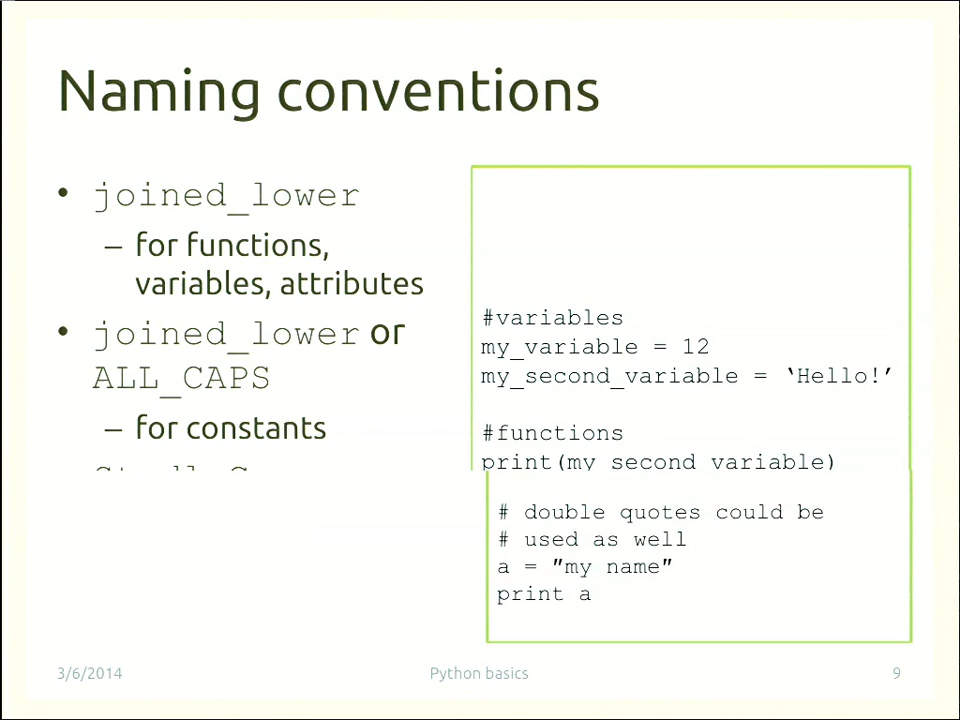 Naming conventions
• joined_lower
– for functions,
variables, attributes
• joined_lower or
ALL_CAPS
– for constants
#variables
my_variable = 12
my_second_variable = ‘Hello!’
#functions
print(my_second_variable)
# double quotes could be
# used as well
a = "my name"
print a
3/6/2014
Python basics
9